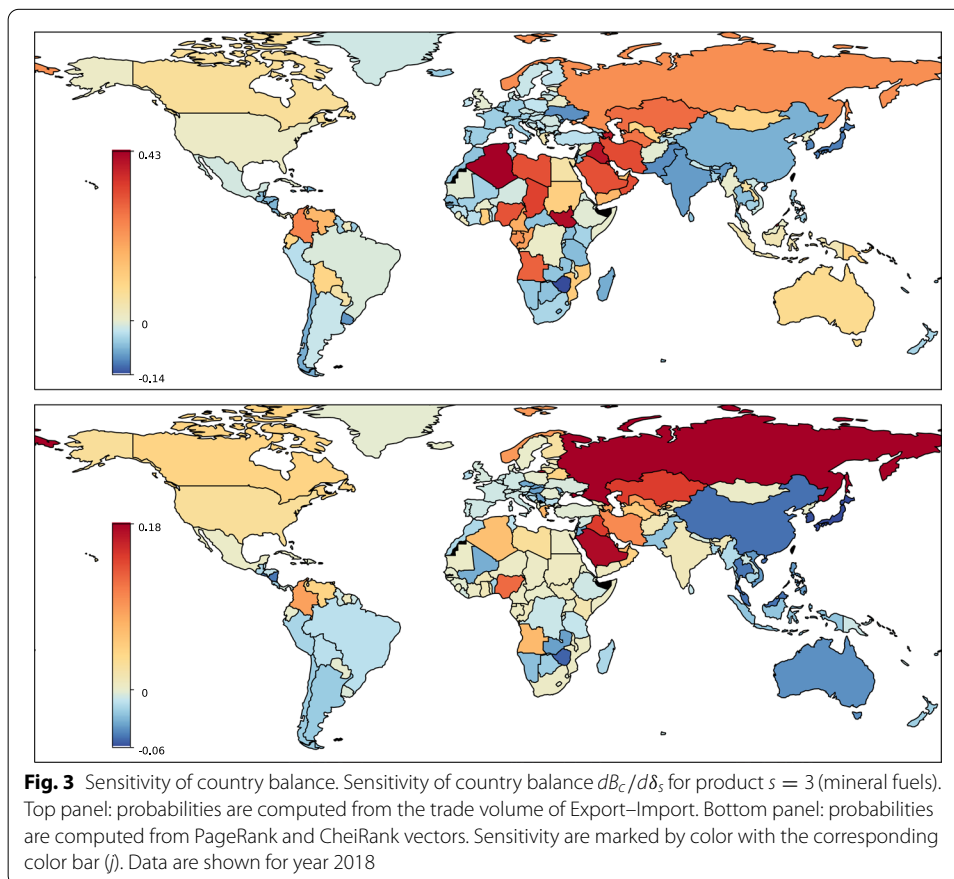 0.43
0
-0.14
0.18
0
-0.06
Fig. 3 Sensitivity of country balance. Sensitivity of country balance dB_c/dδ_s for product s = 3 (mineral fuels).
Top panel: probabilities are computed from the trade volume of Export–Import. Bottom panel: probabilities
are computed from PageRank and CheiRank vectors. Sensitivity are marked by color with the corresponding
color bar (j). Data are shown for year 2018